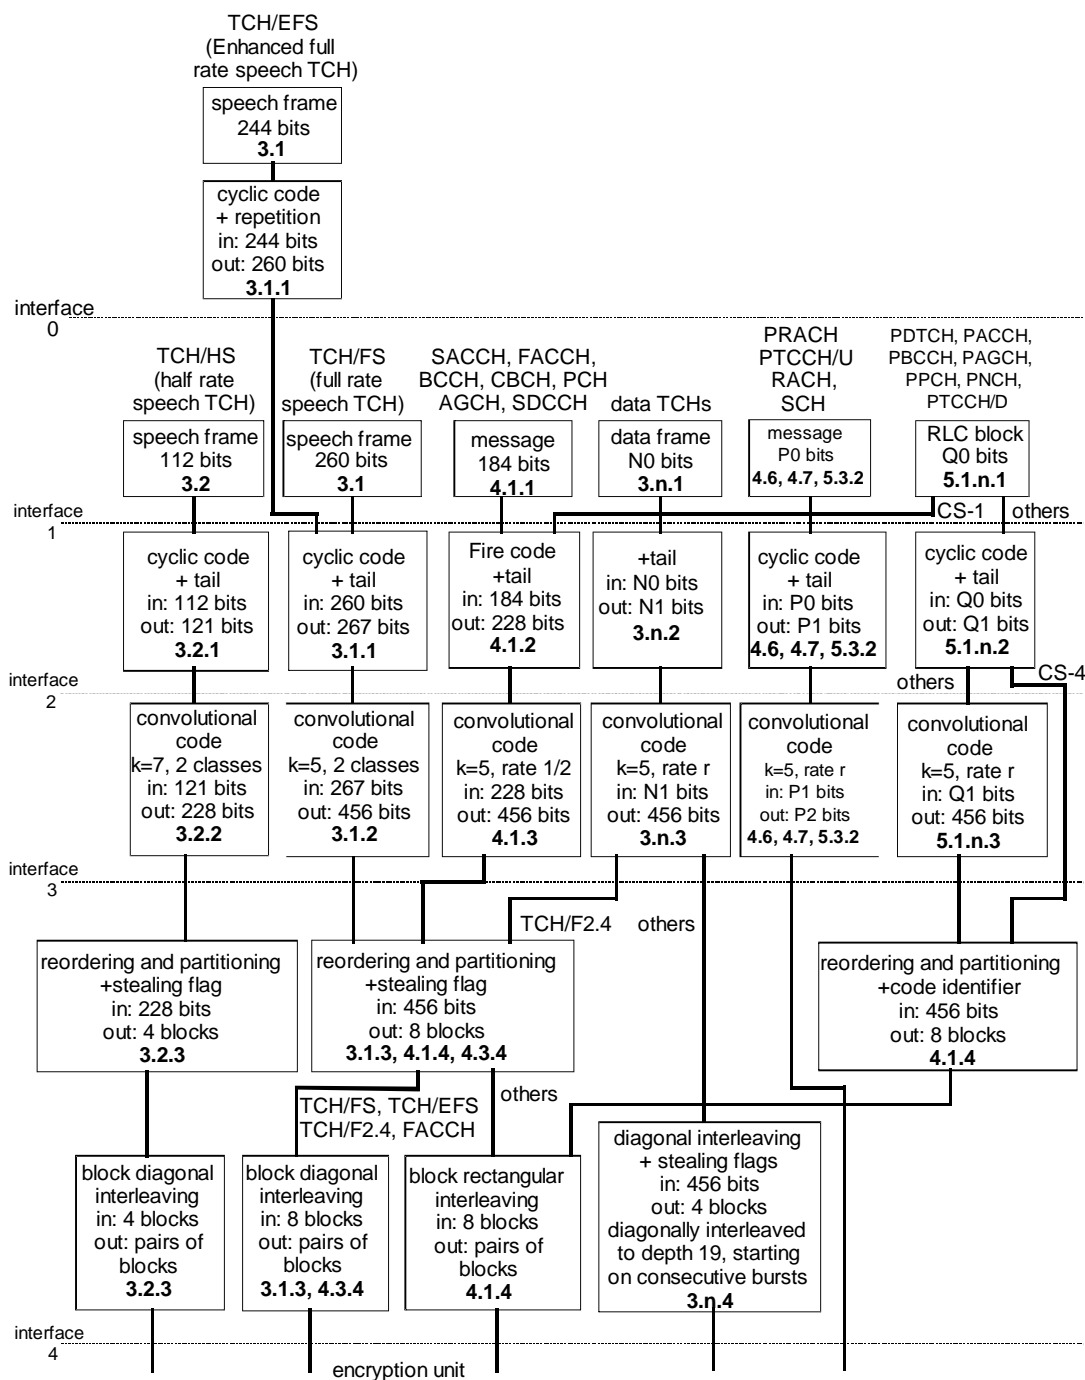 TCH/EFS
(Enhanced full
rate speech TCH)
speech frame
244 bits
3.1
cyclic code
+ repetition
in: 244 bits
out: 260 bits
3.1.1
interface
0
TCH/HS
(half rate
speech TCH)
speech frame
112 bits
3.2
TCH/FS
(full rate
speech TCH)
speech frame
260 bits
3.1
SACCH, FACCH,
BCCH, CBCH, PCH
AGCH, SDCCH
message
184 bits
4.1.1
data TCHs
data frame
N0 bits
3.n.1
PRACH
PTCCH/U
RACH,
SCH
message
P0 bits
4.6, 4.7, 5.3.2
PDTCH, PACCH,
PBCCH, PAGCH,
PPCH, PNCH,
PTCCH/D
RLC block
Q0 bits
5.1.n.1
interface
1
CS-1
others
cyclic code
+ tail
in: 112 bits
out: 121 bits
3.2.1
cyclic code
+ tail
in: 260 bits
out: 267 bits
3.1.1
Fire code
+tail
in: 184 bits
out: 228 bits
4.1.2
+tail
in: N0 bits
out: N1 bits
3.n.2
cyclic code
+ tail
in: P0 bits
out: P1 bits
4.6, 4.7, 5.3.2
cyclic code
+ tail
in: Q0 bits
out: Q1 bits
5.1.n.2
interface
2
others
CS-4
convolutional
code
k=7, 2 classes
in: 121 bits
out: 228 bits
3.2.2
convolutional
code
k=5, 2 classes
in: 267 bits
out: 456 bits
3.1.2
convolutional
code
k=5, rate 1/2
in: 228 bits
out: 456 bits
4.1.3
convolutional
code
k=5, rate r
in: N1 bits
out: 456 bits
3.n.3
convolutional
code
k=5, rate r
in: P1 bits
out: P2 bits
4.6, 4.7, 5.3.2
convolutional
code
k=5, rate r
in: Q1 bits
out: 456 bits
5.1.n.3
interface
3
TCH/F2.4
others
reordering and partitioning
+stealing flag
in: 228 bits
out: 4 blocks
3.2.3
reordering and partitioning
+stealing flag
in: 456 bits
out: 8 blocks
3.1.3, 4.1.4, 4.3.4
reordering and partitioning
+code identifier
in: 456 bits
out: 8 blocks
4.1.4
TCH/FS, TCH/EFS
TCH/F2.4, FACCH
others
block diagonal
interleaving
in: 4 blocks
out: pairs of
blocks
3.2.3
block diagonal
interleaving
in: 8 blocks
out: pairs of
blocks
3.1.3, 4.3.4
block rectangular
interleaving
in: 8 blocks
out: pairs of
blocks
4.1.4
diagonal interleaving
+ stealing flags
in: 456 bits
out: 4 blocks
diagonally interleaved
to depth 19, starting
on consecutive bursts
3.n.4
interface
4
encryption unit